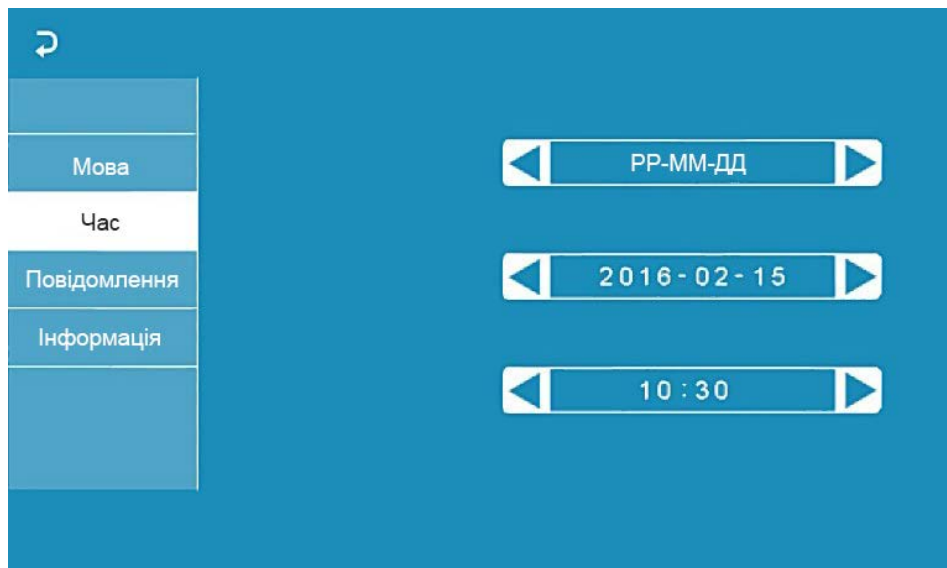 Мова
Час
Повідомлення
Інформація
РР-ММ-ДД
2016-02-15
10:30